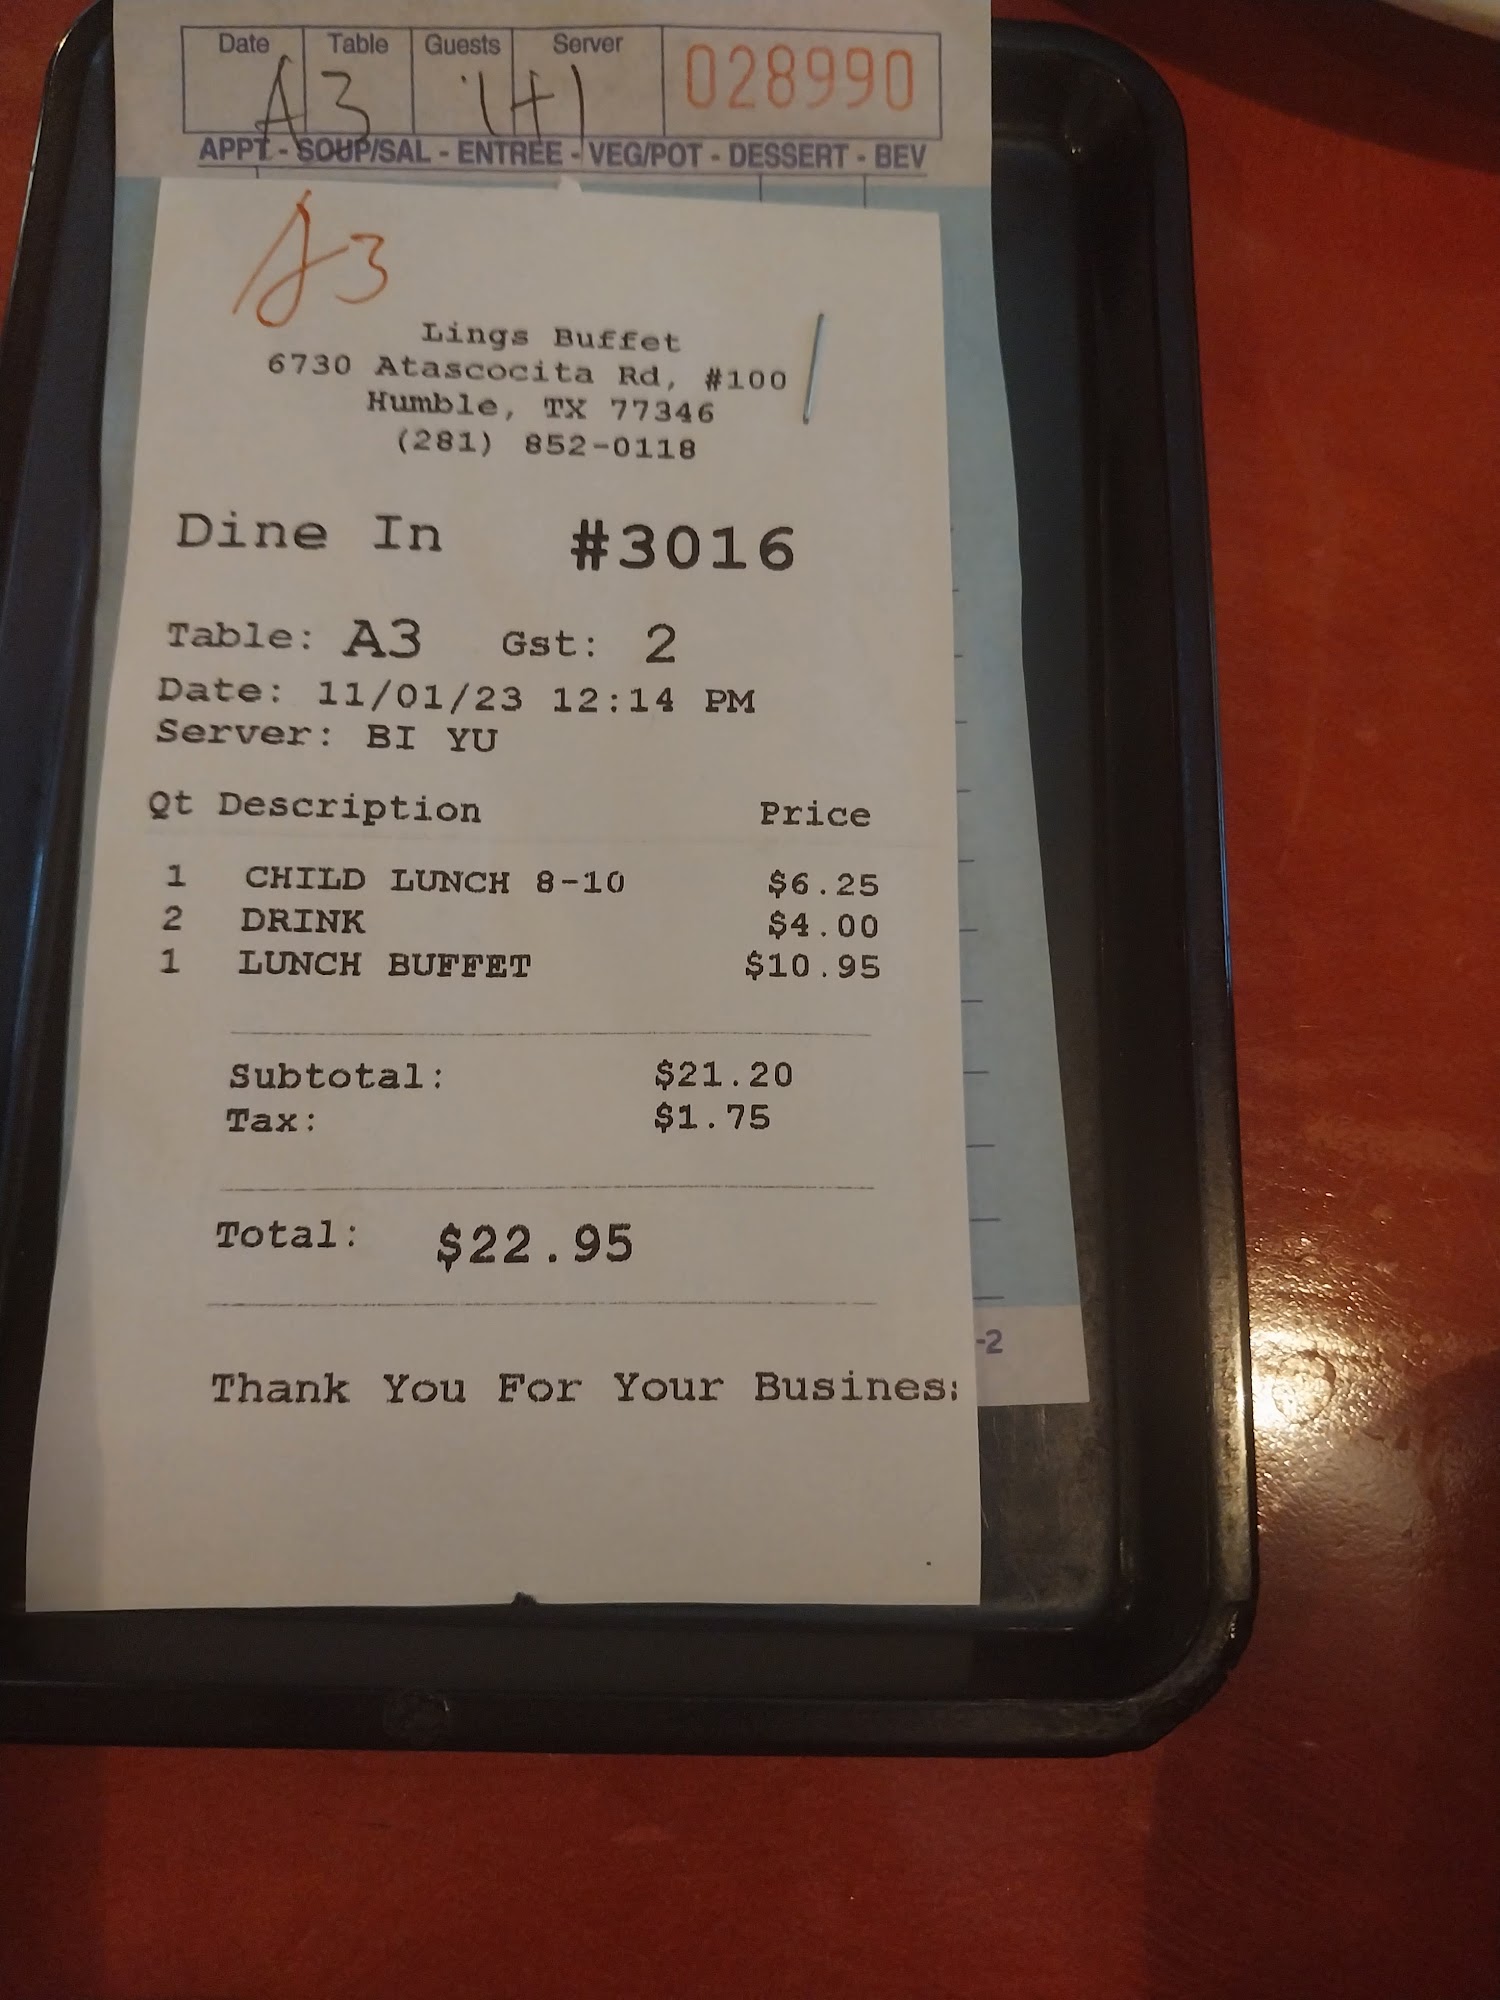 Date Table Guests Server 028990
A3 1+1
APPT - SOUP/SAL - ENTREE - VEG/POT - DESSERT - BEV
A3
Lings Buffet
6730 Atascocita Rd, #100
Humble, TX 77346
(281) 852-0118
Dine In #3016
Table: A3 Gst: 2
Date: 11/01/23 12:14 PM
Server: BI YU
Qt Description Price
1 CHILD LUNCH 8-10 $6.25
2 DRINK $4.00
1 LUNCH BUFFET $10.95
Subtotal: $21.20
Tax: $1.75
Total: $22.95
-2
Thank You For Your Busines